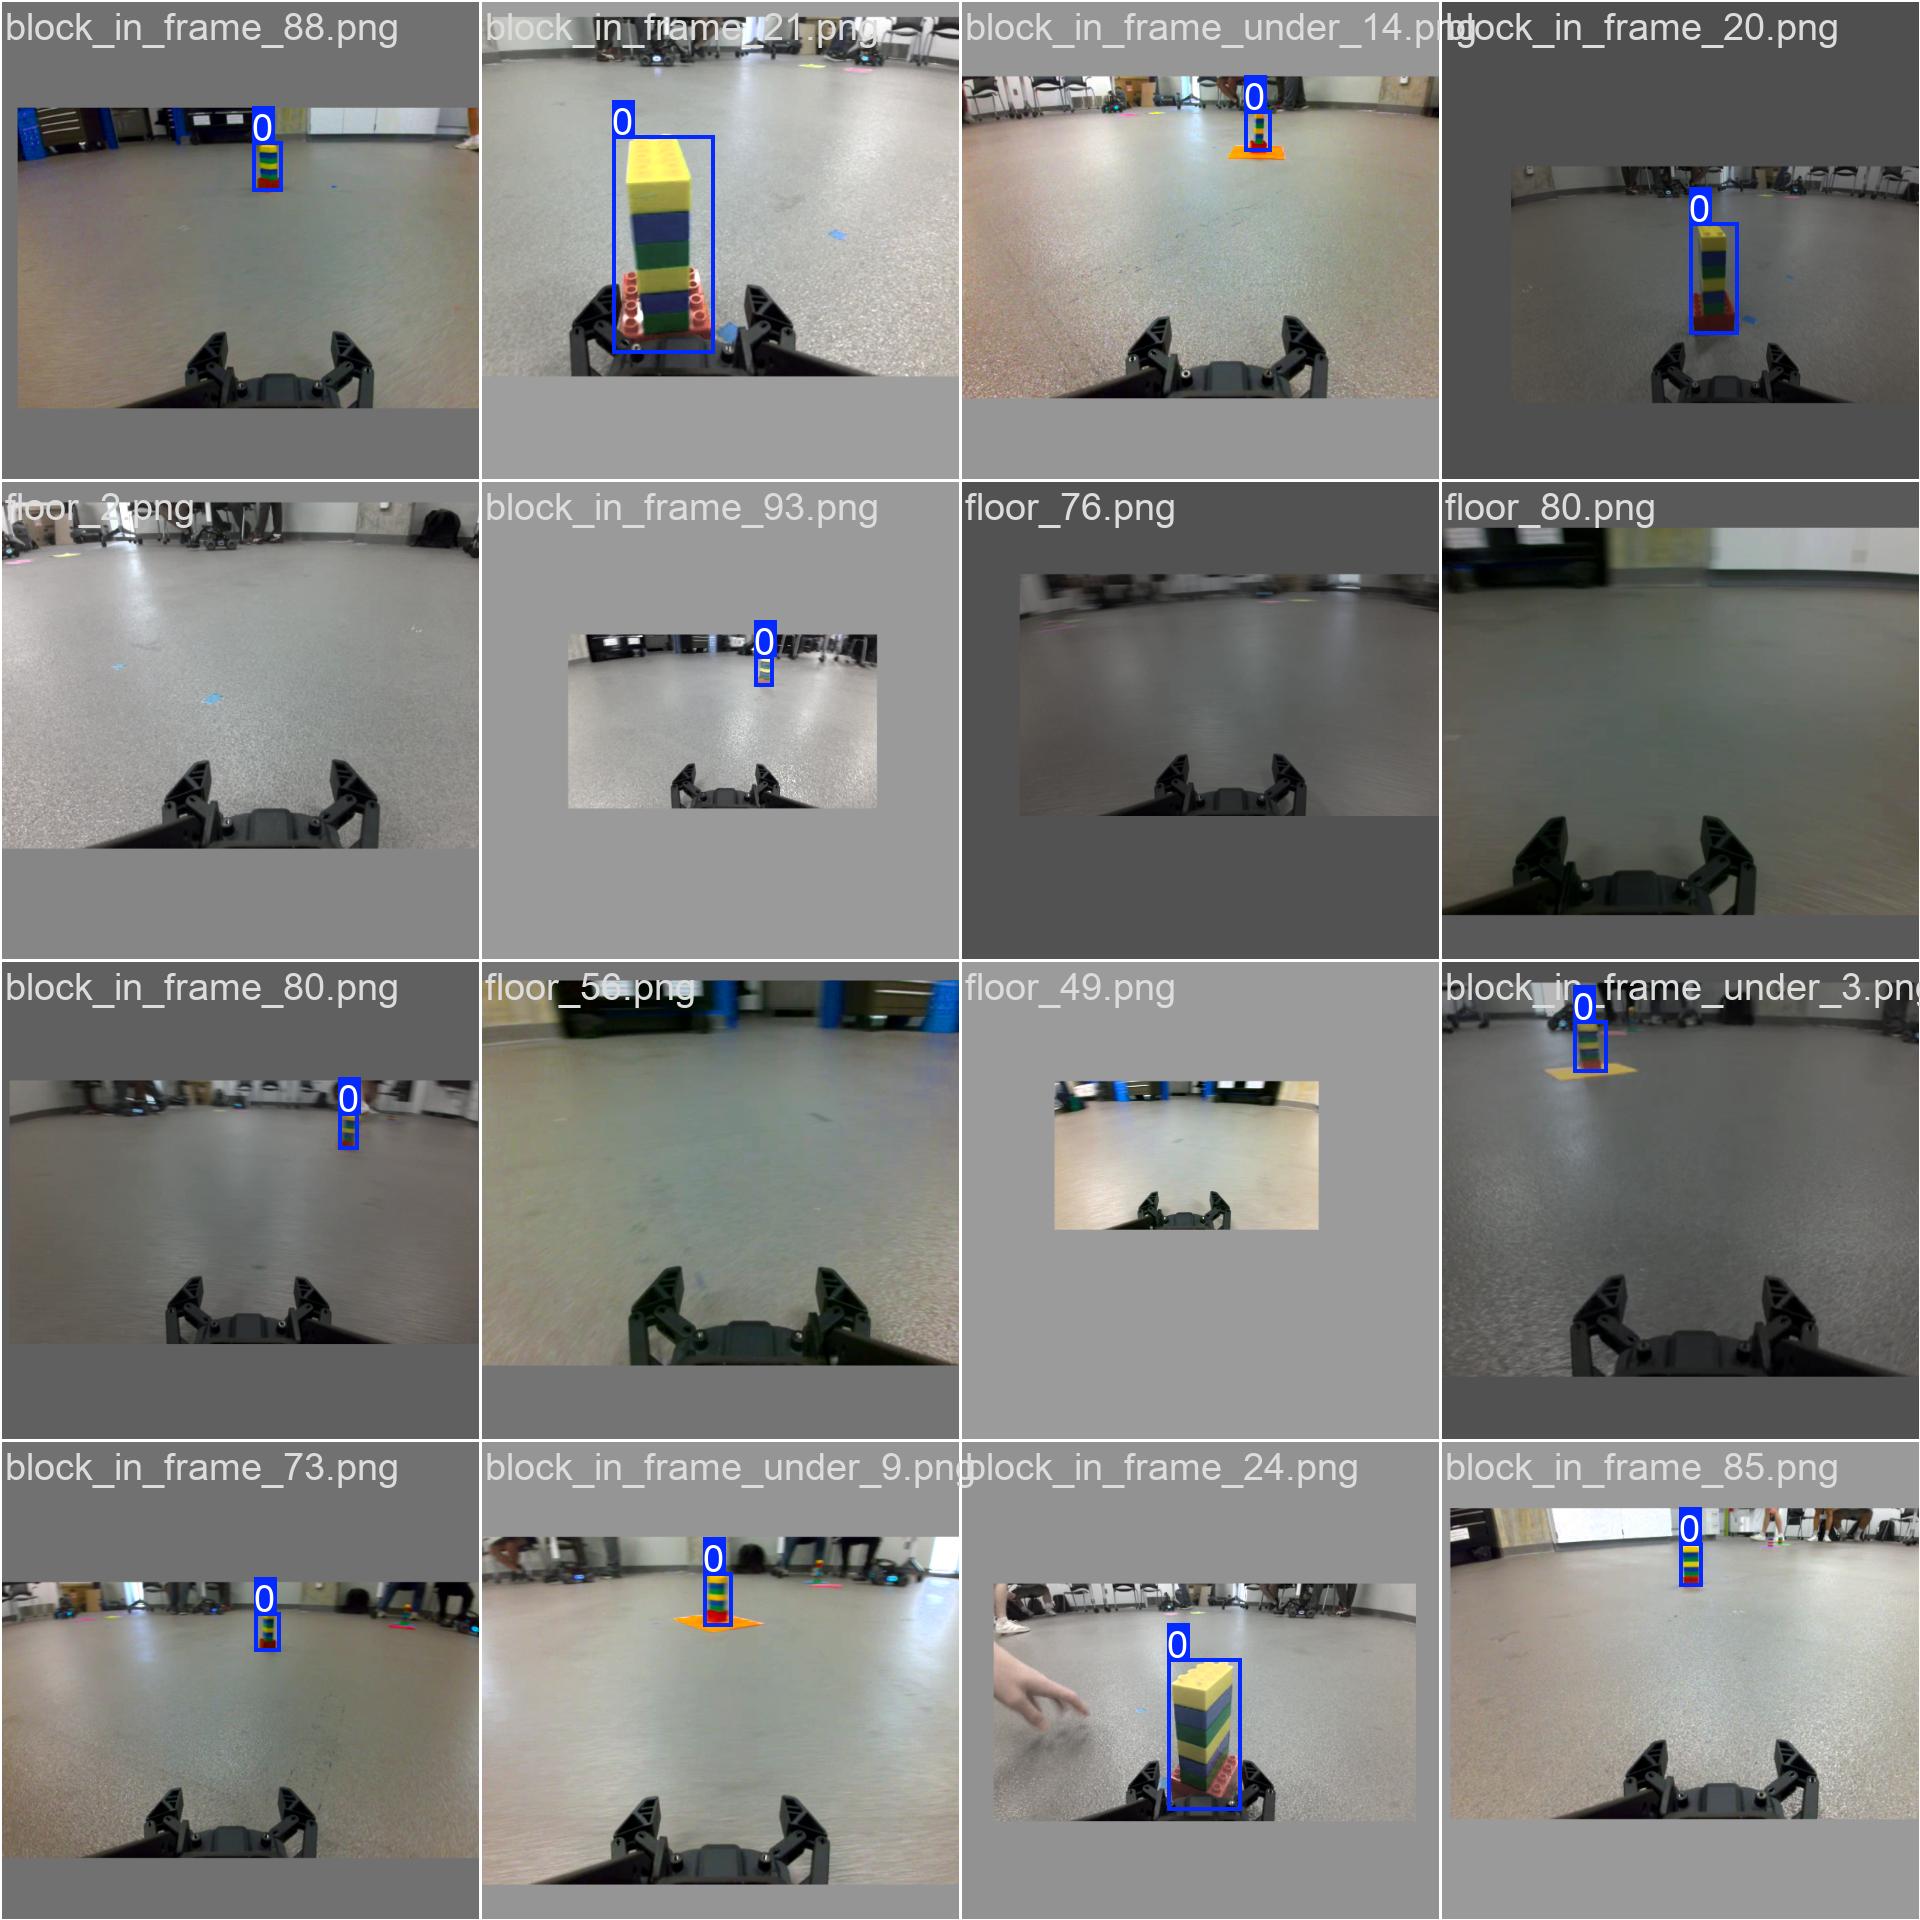 block_in_frame_88.png
block_in_frame_21.png
block_in_frame_under_14.png
block_in_frame_20.png
0
0
0
0
floor_2.png
block_in_frame_93.png
floor_76.png
floor_80.png
0
block_in_frame_80.png
floor_56.png
floor_49.png
block_in_frame_under_3.png
0
0
block_in_frame_73.png
block_in_frame_under_9.png
block_in_frame_24.png
block_in_frame_85.png
0
0
0
0